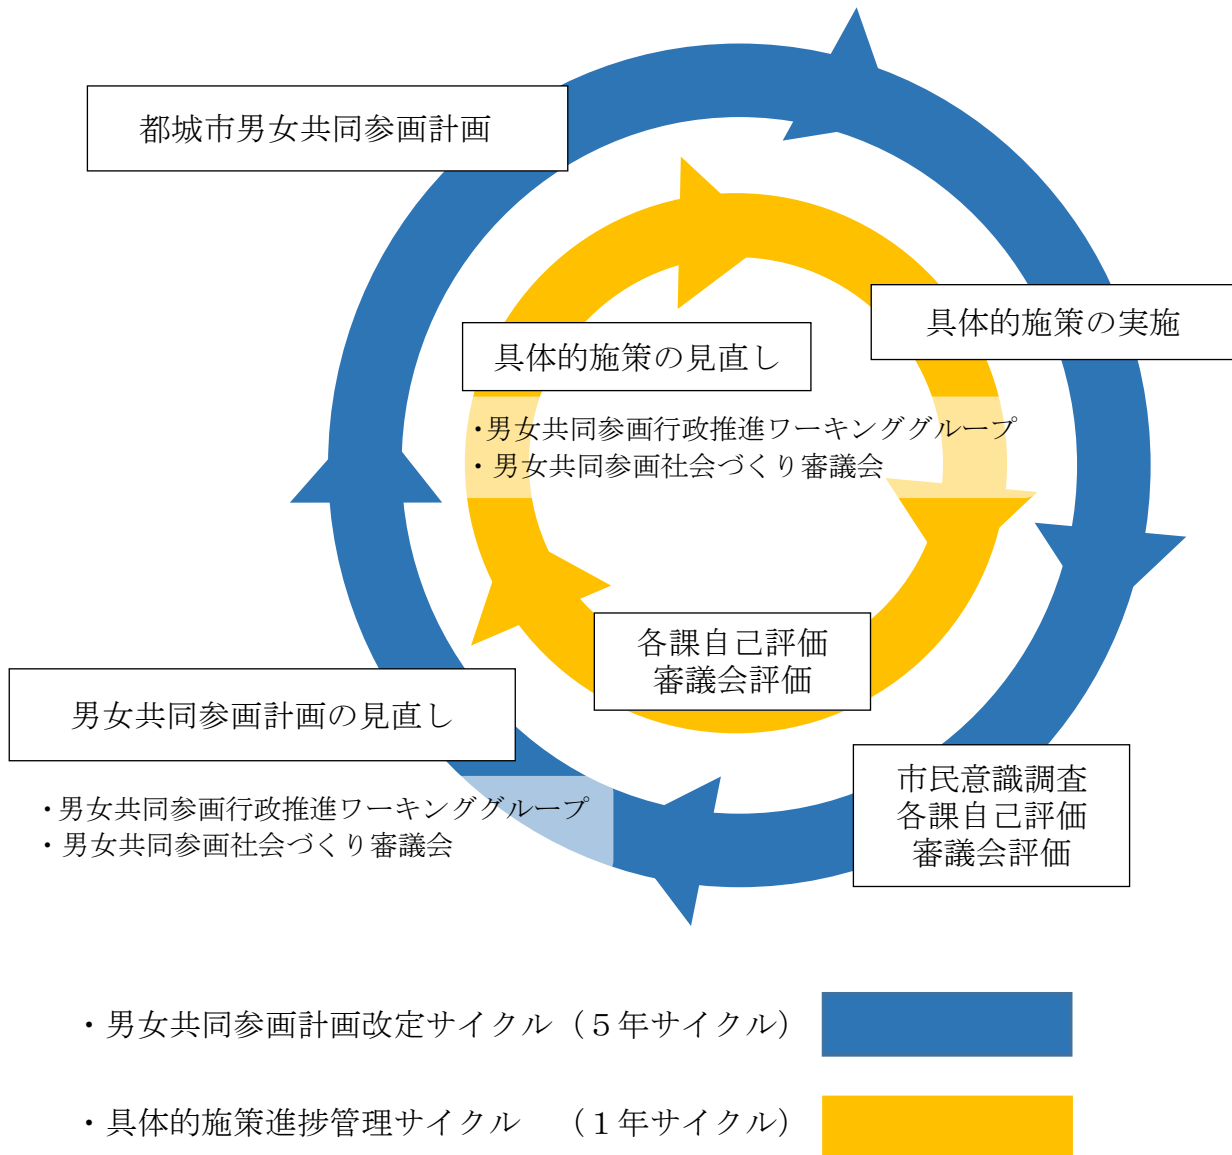 都城市男女共同参画計画
具体的施策の実施
具体的施策の見直し
・男女共同参画行政推進ワーキンググループ
・男女共同参画社会づくり審議会
各課自己評価
審議会評価
男女共同参画計画の見直し
・男女共同参画行政推進ワーキンググループ
・男女共同参画社会づくり審議会
市民意識調査
各課自己評価
審議会評価
・男女共同参画計画改定サイクル（５年サイクル）
・具体的施策進捗管理サイクル　（１年サイクル）